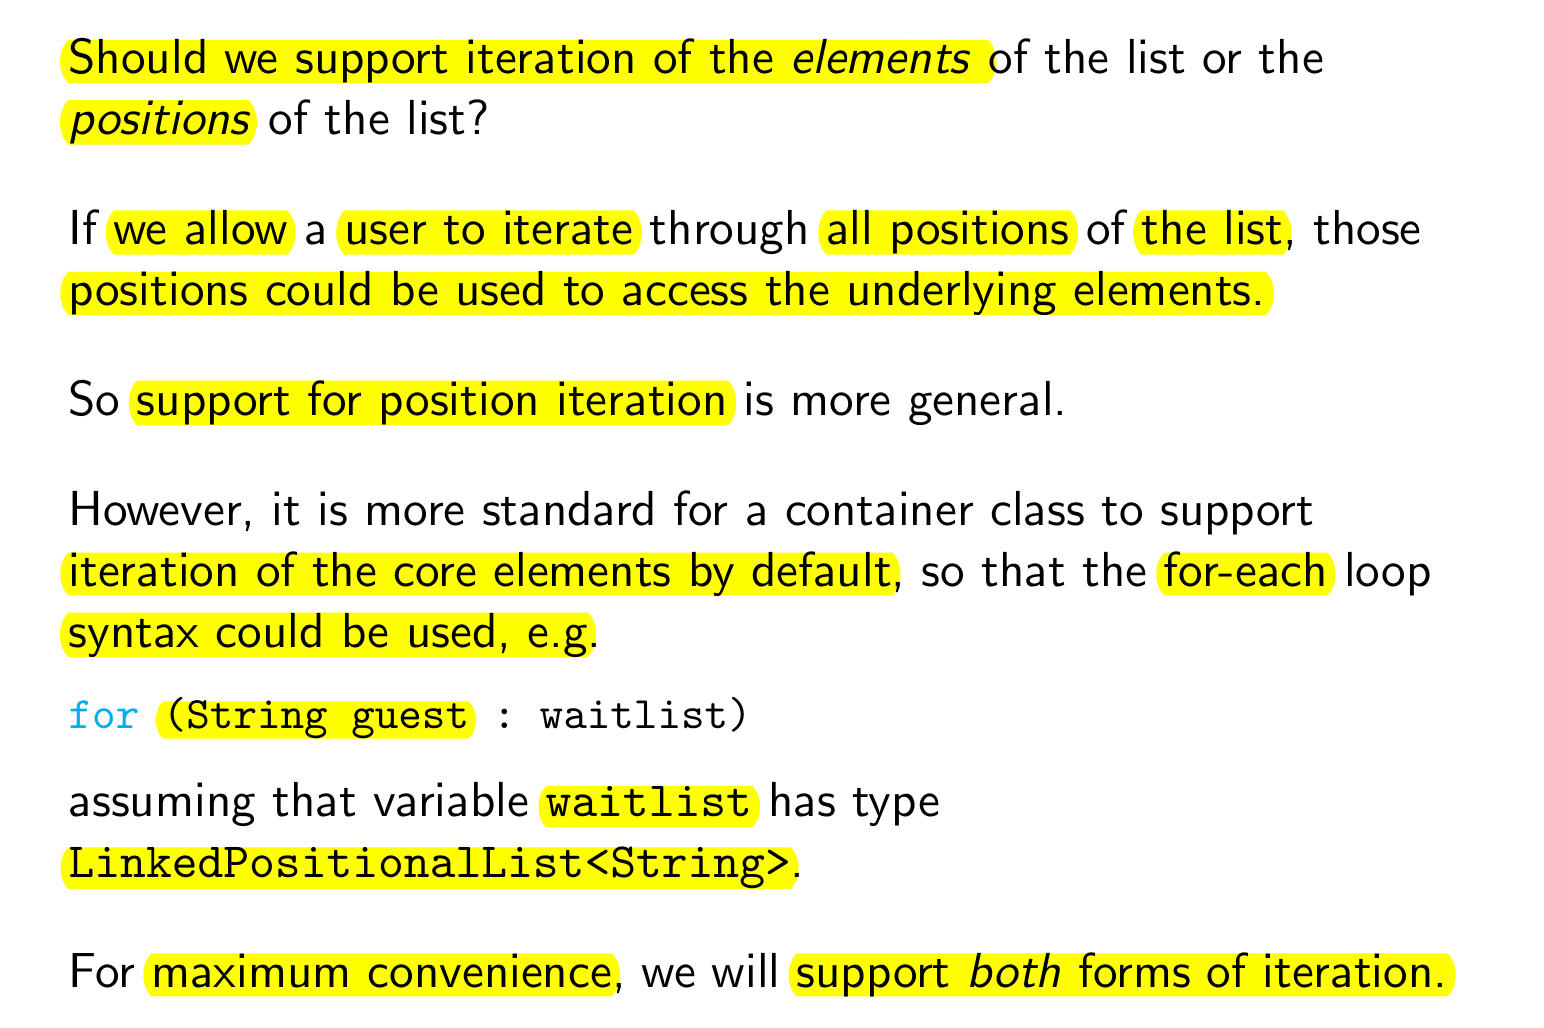 Should we support iteration of the elements of the list or the
positions of the list?
If we allow a user to iterate through all positions of the list, those
positions could be used to access the underlying elements.
So support for position iteration is more general.
However, it is more standard for a container class to support
iteration of the core elements by default, so that the for-each loop
syntax could be used, e.g.
for (String guest : waitlist)
assuming that variable waitlist has type
LinkedPositionalList<String>.
For maximum convenience, we will support both forms of iteration.